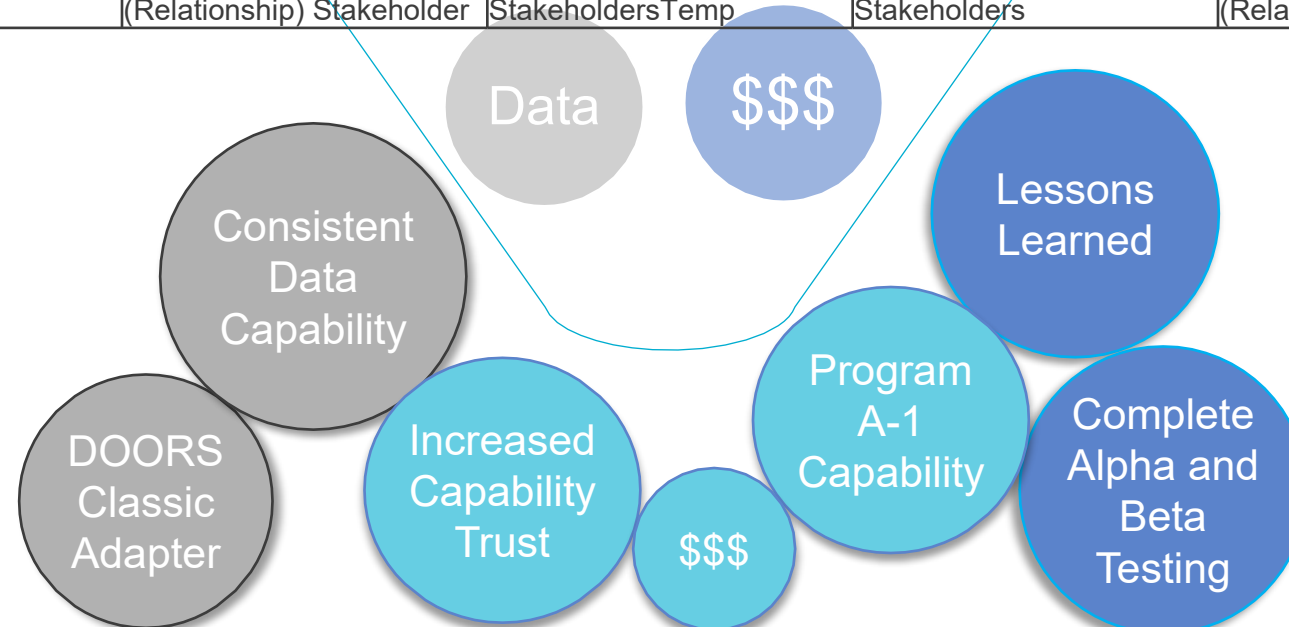 (Relationship) Stakeholder
StakeholdersTemp
Stakeholders
(Rela
Data
$$$
Consistent
Data
Capability
Lessons
Learned
DOORS
Classic
Adapter
Increased
Capability
Trust
$$$
Program
A-1
Capability
Complete
Alpha and
Beta
Testing